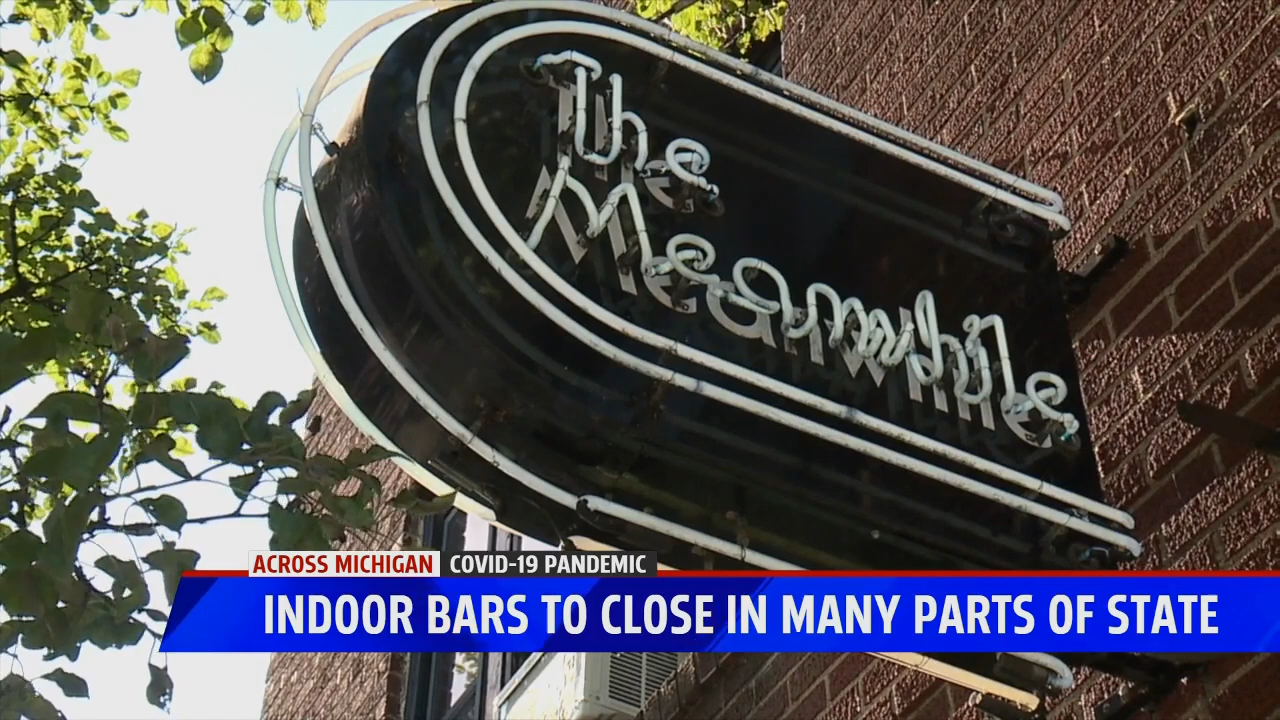 The
Meanwhile
ACROSS MICHIGAN COVID-19 PANDEMIC
INDOOR BARS TO CLOSE IN MANY PARTS OF STATE